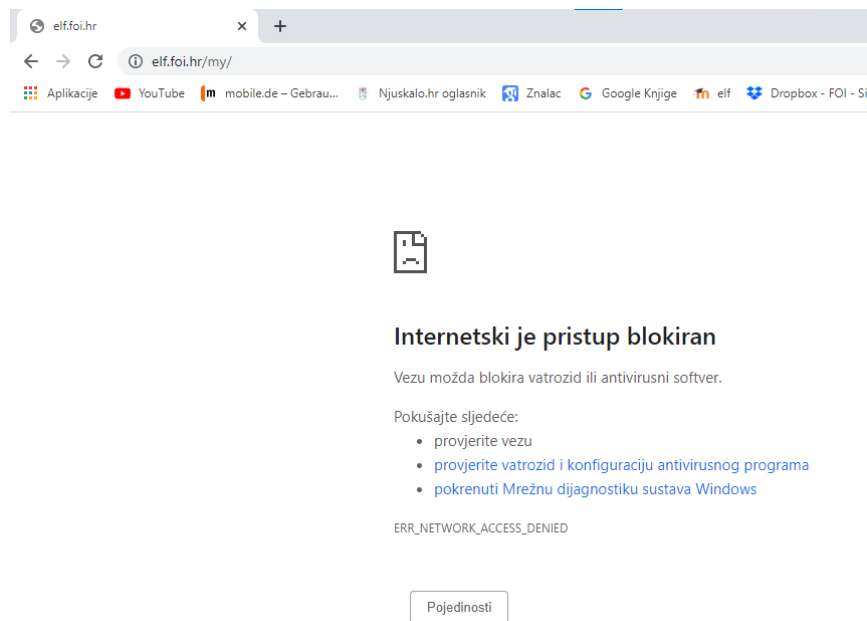 elf.foi.hr
elf.foi.hr/my/
Aplikacije YouTube mobile.de – Gebrau... Njuskalo.hr oglasnik Znalac Google Knjige elf Dropbox - FOI - Si
Internetski je pristup blokiran
Vezu možda blokira vatrozid ili antivirusni softver.
Pokušajte sljedeće:
• provjerite vezu
• provjerite vatrozid i konfiguraciju antivirusnog programa
• pokrenuti Mrežnu dijagnostiku sustava Windows
ERR_NETWORK_ACCESS_DENIED
Pojedinosti